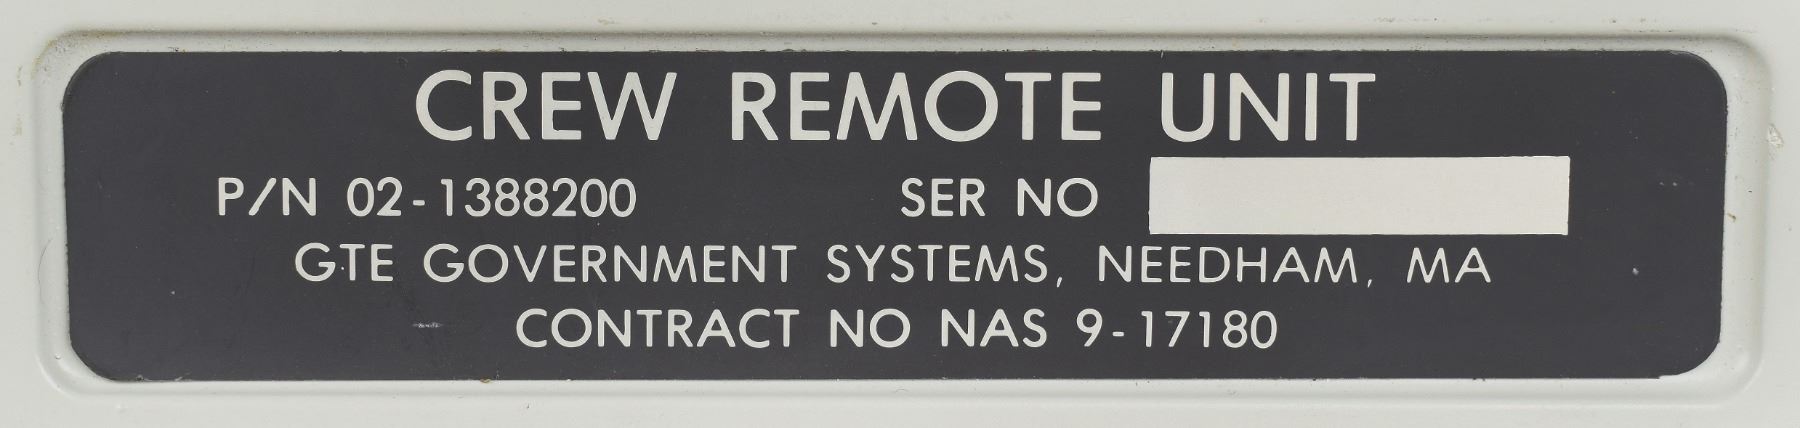 CREW REMOTE UNIT
P/N 02-1388200 SER NO
GTE GOVERNMENT SYSTEMS, NEEDHAM, MA
CONTRACT NO NAS 9-17180